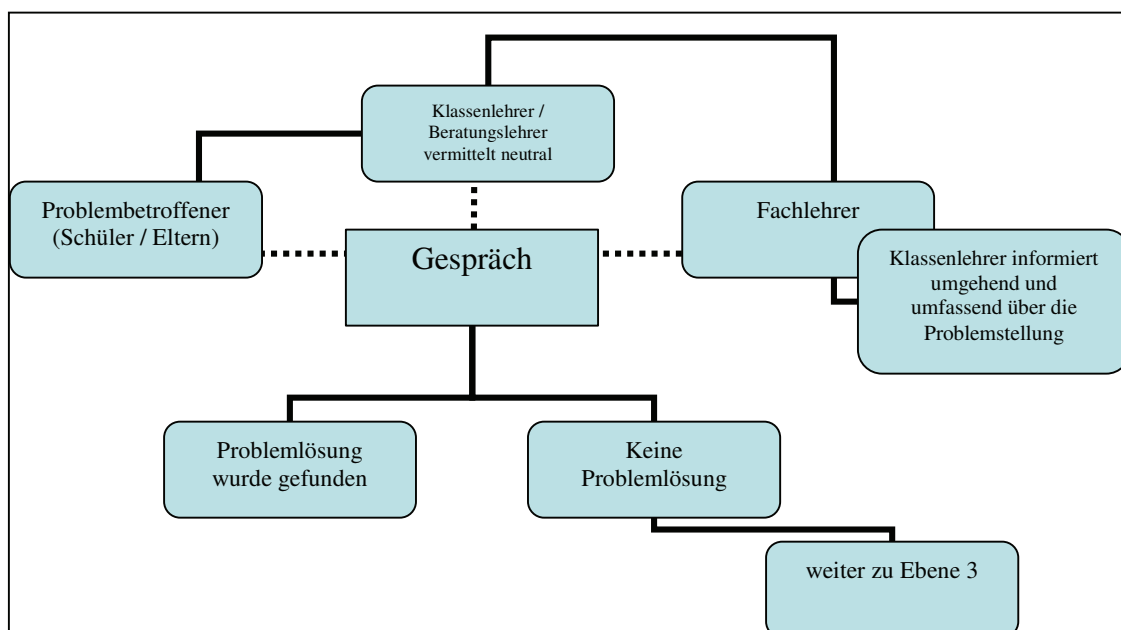 Klassenlehrer /
Beratungslehrer
vermittelt neutral
Problembetroffener
(Schüler / Eltern)
Fachlehrer
Gespräch
Klassenlehrer informiert
umgehend und
umfassend über die
Problemstellung
Problemlösung
wurde gefunden
Keine
Problemlösung
weiter zu Ebene 3